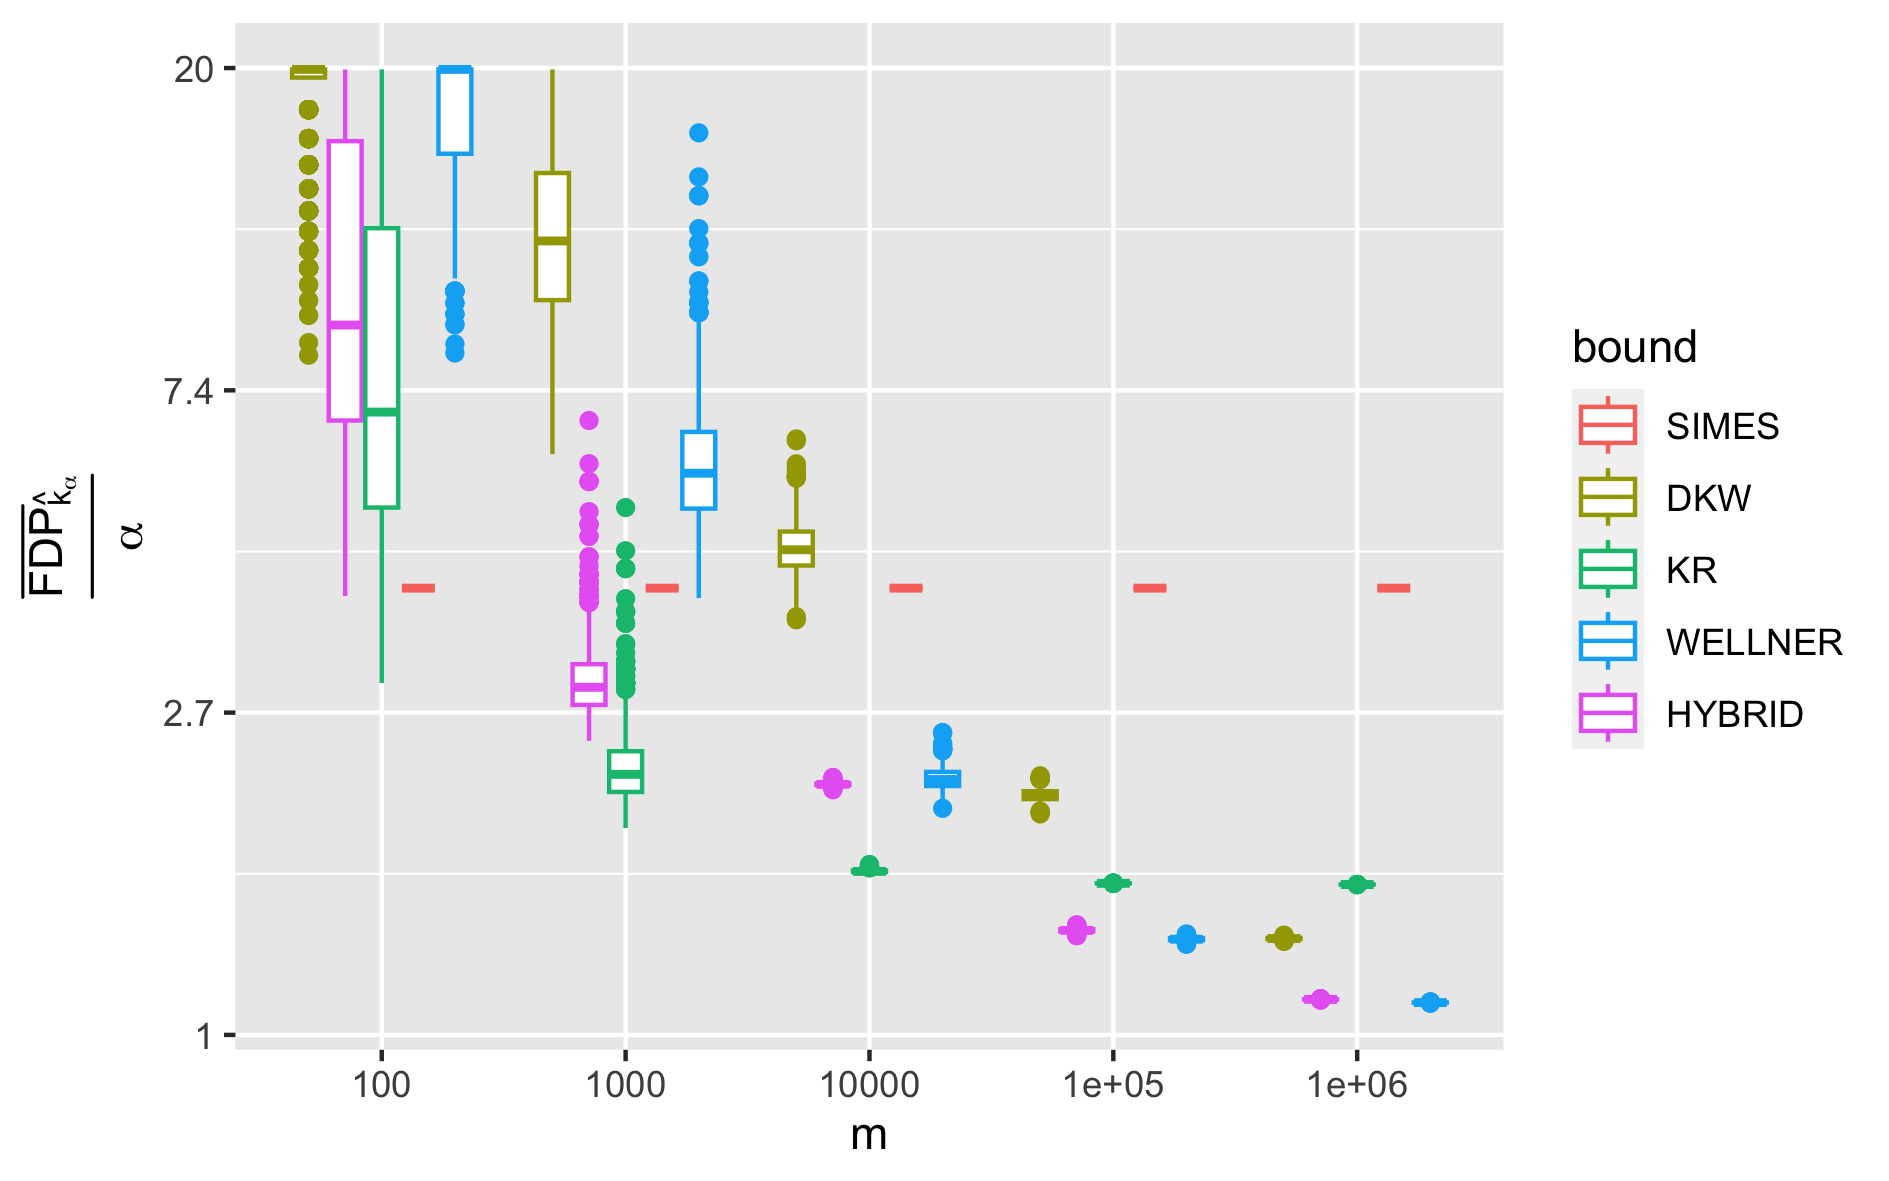 20
7.4
2.7
1
FDP k̂α
α
100
1000
10000
1e+05
1e+06
m
bound
SIMES
DKW
KR
WELLNER
HYBRID